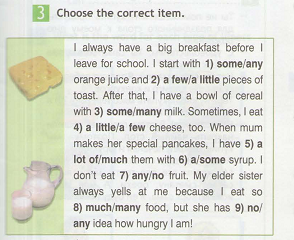 3 Choose the correct item.
I always have a big breakfast before I
leave for school. I start with 1) some/any
orange juice and 2) a few/a little pieces of
toast. After that, I have a bowl of cereal
with 3) some/many milk. Sometimes, I eat
4) a little/a few cheese, too. When mum
makes her special pancakes, I have 5) a
lot of/much them with 6) a/some syrup. I
don't eat 7) any/no fruit. My elder sister
always yells at me because I eat so
8) much/many food, but she has 9) no/
any idea how hungry I am!